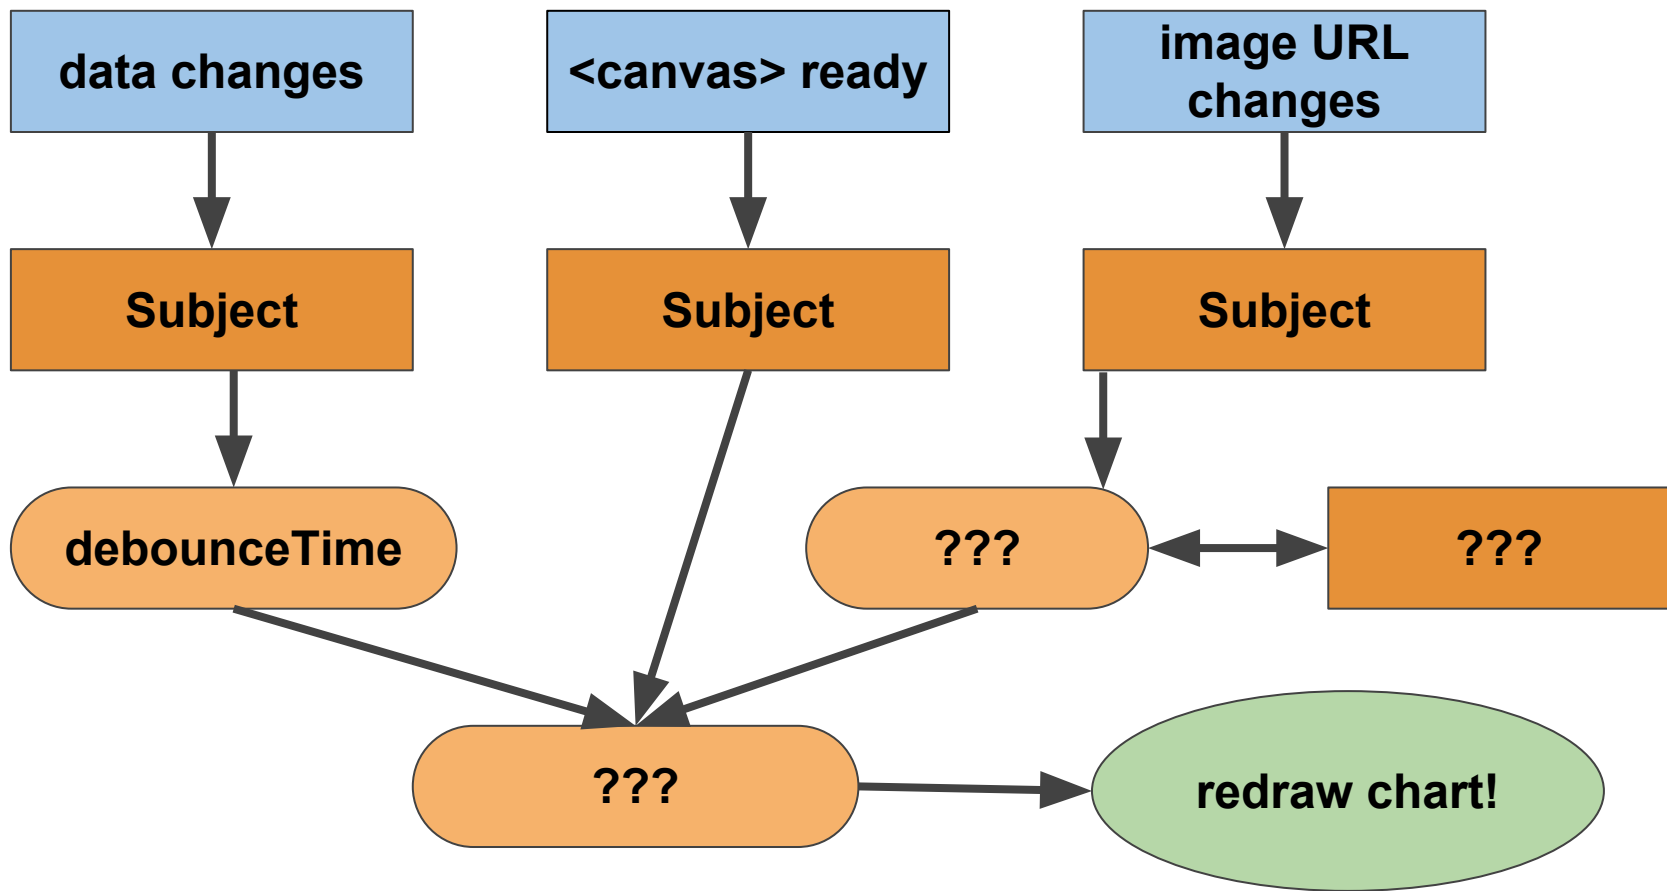 data changes
<canvas> ready
image URL
changes
Subject
Subject
Subject
debounceTime
???
???
???
redraw chart!